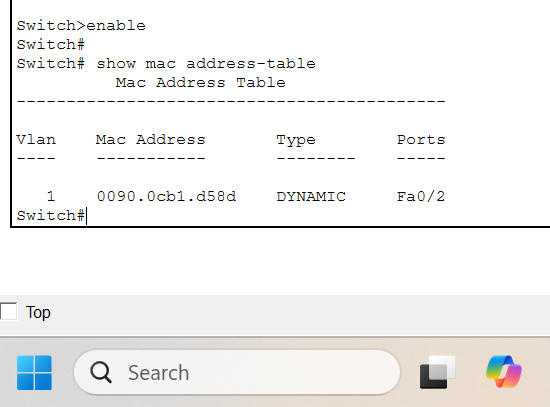 Switch>enable
Switch#
Switch# show mac address-table
Mac Address Table
-------------------------------------------
Vlan    Mac Address       Type        Ports
----    -----------       --------    -----
1    0090.0cb1.d58d    DYNAMIC     Fa0/2
Switch#
Top
Search